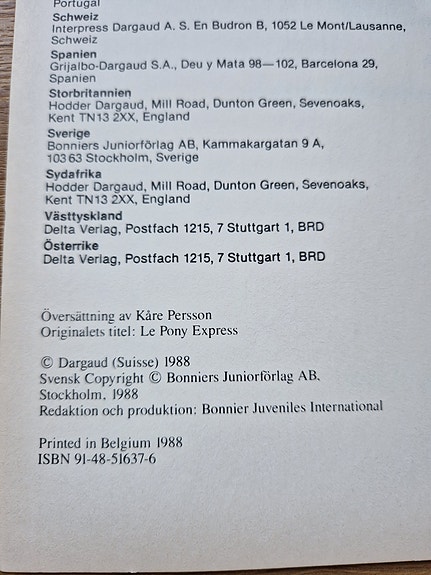 Portugal
Schweiz
Interpress Dargaud A. S. En Budron B, 1052 Le Mont/Lausanne,
Schweiz
Spanien
Grijalbo-Dargaud S.A., Deu y Mata 98—102, Barcelona 29,
Spanien
Storbritannien
Hodder Dargaud, Mill Road, Dunton Green, Sevenoaks,
Kent TN13 2XX, England
Sverige
Bonniers Juniorförlag AB, Kammakargatan 9 A,
103 63 Stockholm, Sverige
Sydafrika
Hodder Dargaud, Mill Road, Dunton Green, Sevenoaks,
Kent TN13 2XX, England
Västtyskland
Delta Verlag, Postfach 1215, 7 Stuttgart 1, BRD
Österrike
Delta Verlag, Postfach 1215, 7 Stuttgart 1, BRD
Översättning av Kåre Persson
Originalets titel: Le Pony Express
© Dargaud (Suisse) 1988
Svensk Copyright © Bonniers Juniorförlag AB,
Stockholm, 1988
Redaktion och produktion: Bonnier Juveniles International
Printed in Belgium 1988
ISBN 91-48-51637-6